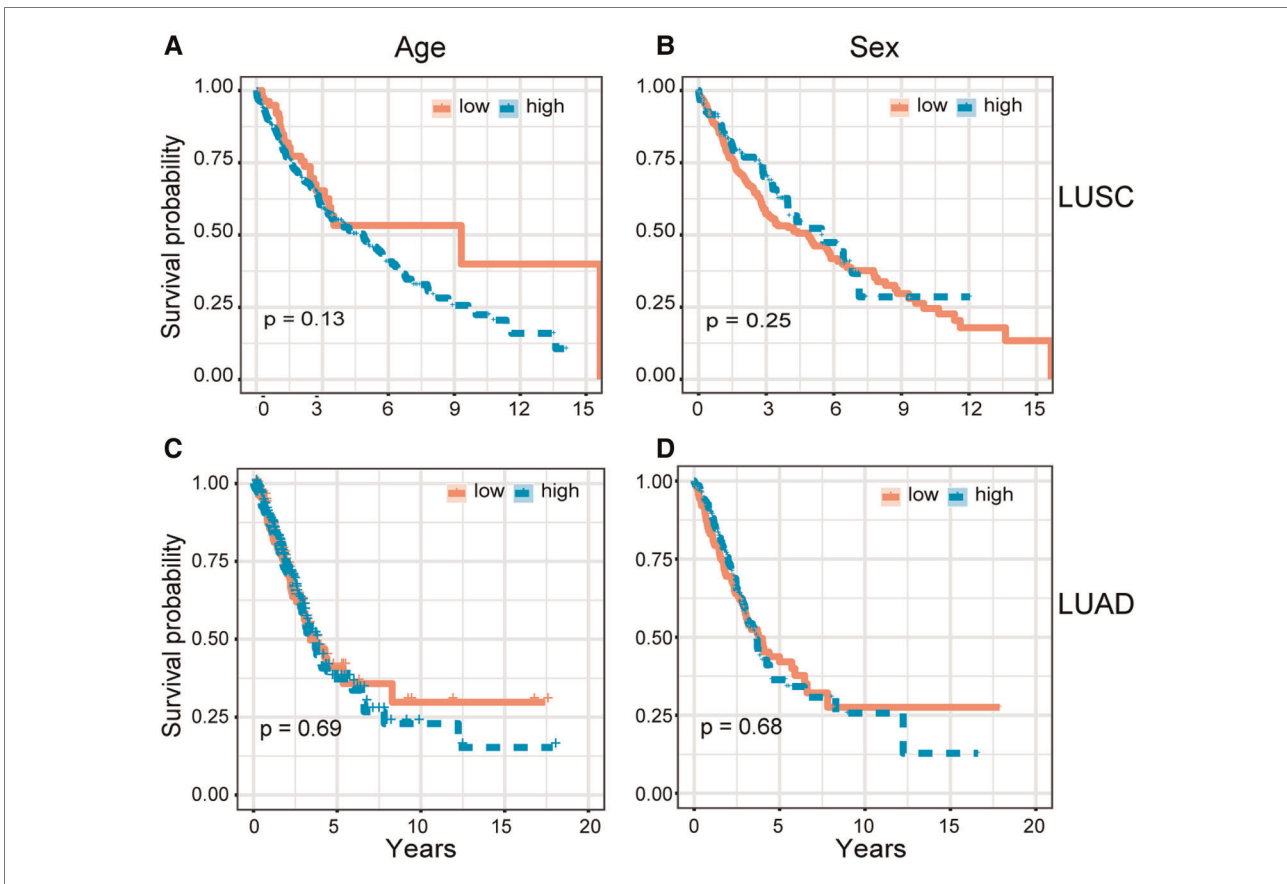 A
Age
B
Sex
Survival probability
1.00
0.75
0.50
0.25
0.00
low
high
p = 0.13
0
3
6
9
12
15
1.00
0.75
0.50
0.25
0.00
low
high
p = 0.25
0
3
6
9
12
15
LUSC
C
D
Survival probability
1.00
0.75
0.50
0.25
0.00
low
high
p = 0.69
0
5
10
15
20
Years
1.00
0.75
0.50
0.25
0.00
low
high
p = 0.68
0
5
10
15
20
Years
LUAD